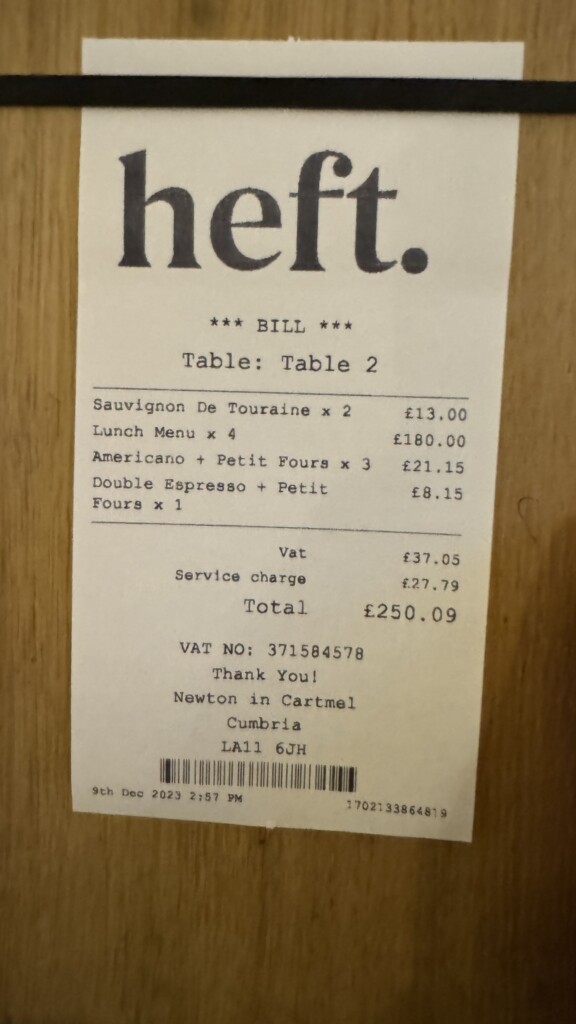 heft.
*** BILL ***
Table: Table 2
Sauvignon De Touraine x 2 £13.00
Lunch Menu x 4 £180.00
Americano + Petit Fours x 3 £21.15
Double Espresso + Petit £8.15
Fours x 1
Vat £37.05
Service charge £27.79
Total £250.09
VAT NO: 371584578
Thank You!
Newton in Cartmel
Cumbria
LA11 6JH
9th Dec 2023 2:57 PM 1702133864819